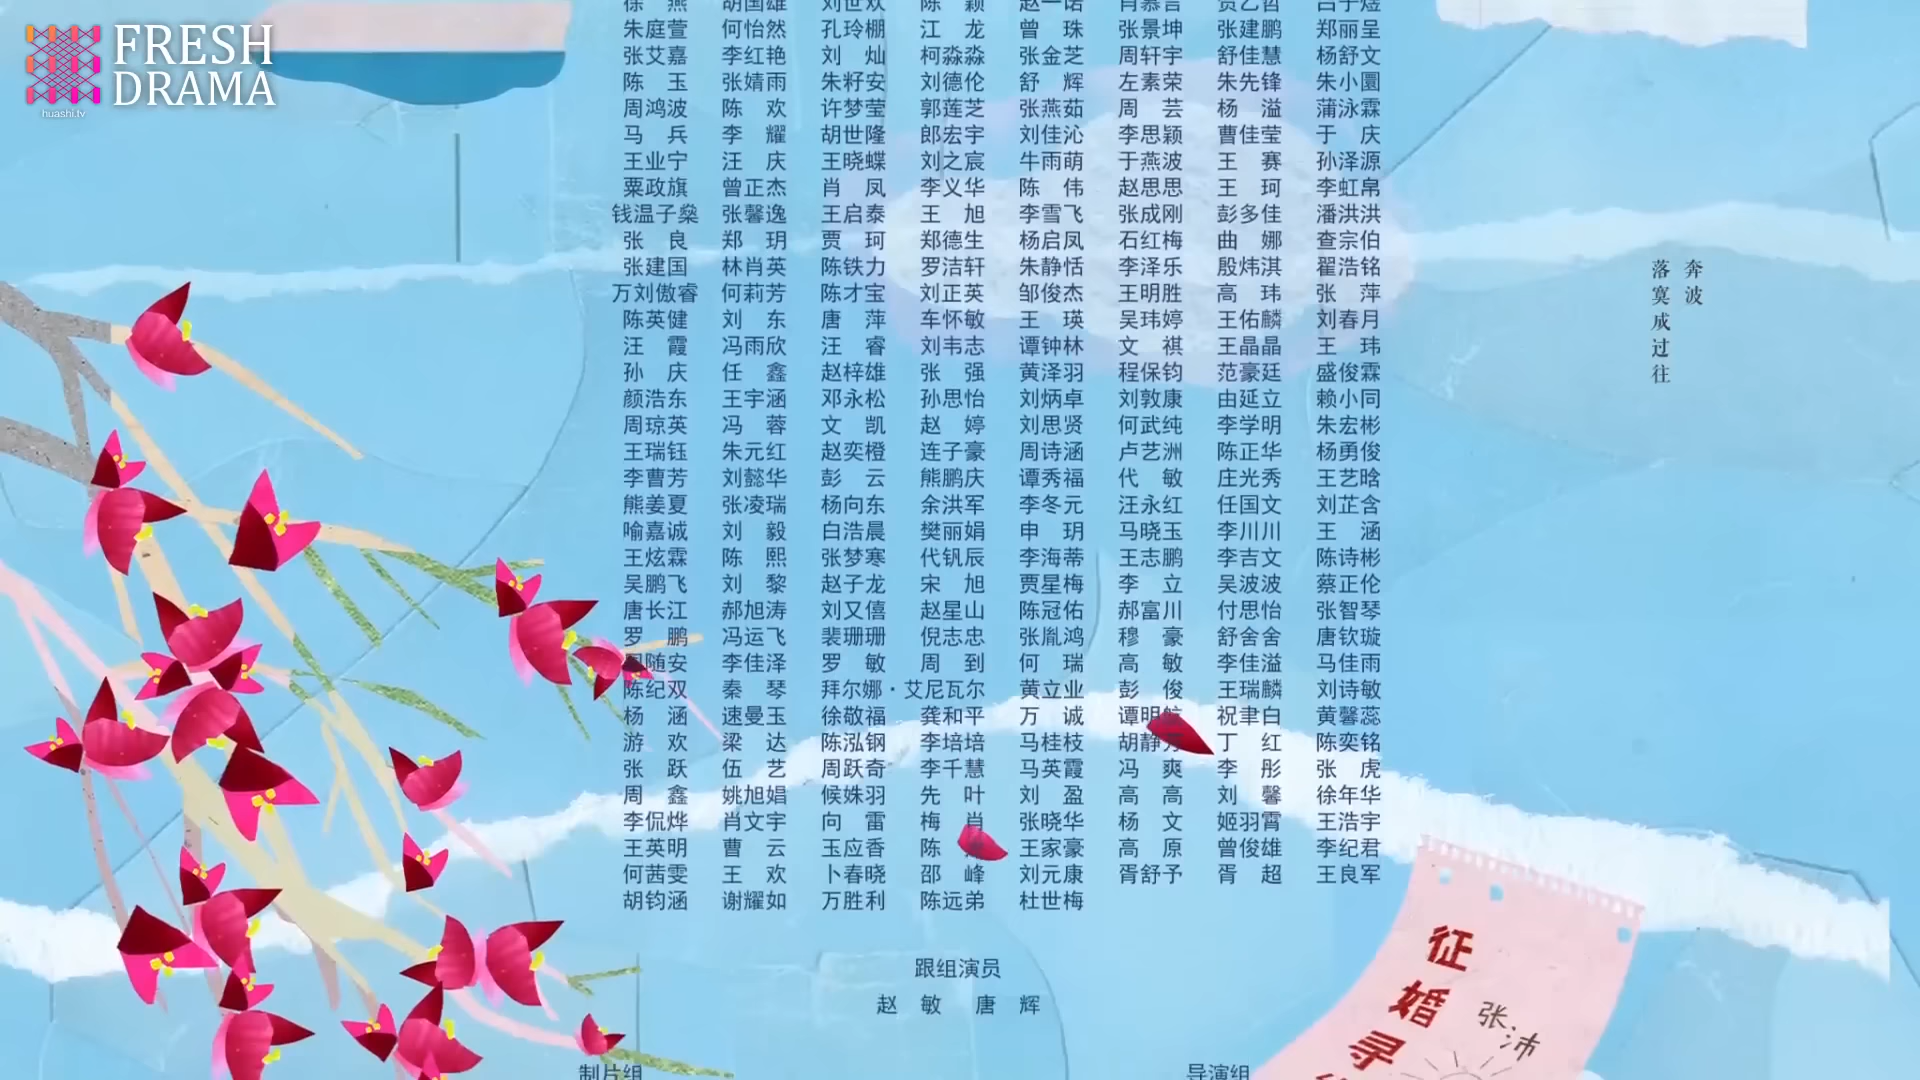 FRESH
DRAMA
huashi.tv
朱庭萱 何怡然 孔玲棚 江 龙 曾 珠 张景坤 张建鹏 郑丽呈
张艾嘉 李红艳 刘 灿 柯淼淼 张金芝 周轩宇 舒佳慧 杨舒文
陈 玉 张婧雨 朱籽安 刘德伦 舒 辉 左素荣 朱先锋 朱小圜
周鸿波 陈 欢 许梦莹 郭莲芝 张燕茹 周 芸 杨 溢 蒲泳霖
马 兵 李 耀 胡世隆 郎宏宇 刘佳沁 李思颖 曹佳莹 于 庆
王业宁 汪 庆 王晓蝶 刘之宸 牛雨萌 于燕波 王 赛 孙泽源
粟政旗 曾正杰 肖 凤 李义华 陈 伟 赵思思 王 珂 李虹帛
钱温子燊 张馨逸 王启泰 王 旭 李雪飞 张成刚 彭多佳 潘洪洪
张 良 郑 玥 贾 珂 郑德生 杨启凤 石红梅 曲 娜 查宗伯
张建国 林肖英 陈铁力 罗洁轩 朱静恬 李泽乐 殷炜淇 翟浩铭
万刘傲睿 何莉芳 陈才宝 刘正英 邹俊杰 王明胜 高 玮 张 萍
陈英健 刘 东 唐 萍 车怀敏 王 瑛 吴玮婷 王佑麟 刘春月
汪 霞 冯雨欣 汪 睿 刘韦志 谭钟林 文 祺 王晶晶 王 玮
孙 庆 任 鑫 赵梓雄 张 强 黄泽羽 程保钧 范豪廷 盛俊霖
颜浩东 王宇涵 邓永松 孙思怡 刘炳卓 刘敦康 由延立 赖小同
周琼英 冯 蓉 文 凯 赵 婷 刘思贤 何武纯 李学明 朱宏彬
王瑞钰 朱元红 赵奕橙 连子豪 周诗涵 卢艺洲 陈正华 杨勇俊
李曹芳 刘懿华 彭 云 熊鹏庆 谭秀福 代 敏 庄光秀 王艺晗
熊姜夏 张凌瑞 杨向东 余洪军 李冬元 汪永红 任国文 刘芷含
喻嘉诚 刘 毅 白浩晨 樊丽娟 申 玥 马晓玉 李川川 王 涵
王炫霖 陈 熙 张梦寒 代钒辰 李海蒂 王志鹏 李吉文 陈诗彬
吴鹏飞 刘 黎 赵子龙 宋 旭 贾星梅 李 立 吴波波 蔡正伦
唐长江 郝旭涛 刘又僖 赵星山 陈冠佑 郝富川 付思怡 张智琴
罗 鹏 冯运飞 裴珊珊 倪志忠 张胤鸿 穆 豪 舒舍舍 唐钦璇
随安 李佳泽 罗 敏 周 到 何 瑞 高 敏 李佳溢 马佳雨
陈纪双 秦 琴 拜尔娜·艾尼瓦尔 黄立业 彭 俊 王瑞麟 刘诗敏
杨 涵 速曼玉 徐敬福 龚和平 万 诚 谭明航 祝聿白 黄馨蕊
游 欢 梁 达 陈泓钢 李培培 马桂枝 胡静芳 丁 红 陈奕铭
张 跃 伍 艺 周跃奇 李千慧 马英霞 冯 爽 李 彤 张 虎
周 鑫 姚旭娼 候姝羽 先 叶 刘 盈 高 高 刘 馨 徐年华
李侃烨 肖文宇 向 雷 梅 肖 张晓华 杨 文 姬羽霄 王浩宇
王英明 曹 云 玉应香 陈 王家豪 高 原 曾俊雄 李纪君
何茜雯 王 欢 卜春晓 邵 峰 刘元康 胥舒予 胥 超 王良军
胡钧涵 谢耀如 万胜利 陈远弟 杜世梅
跟组演员
赵 敏 唐 辉
制片组
导演组
奔波
落寞成过往
征婚寻
张沛